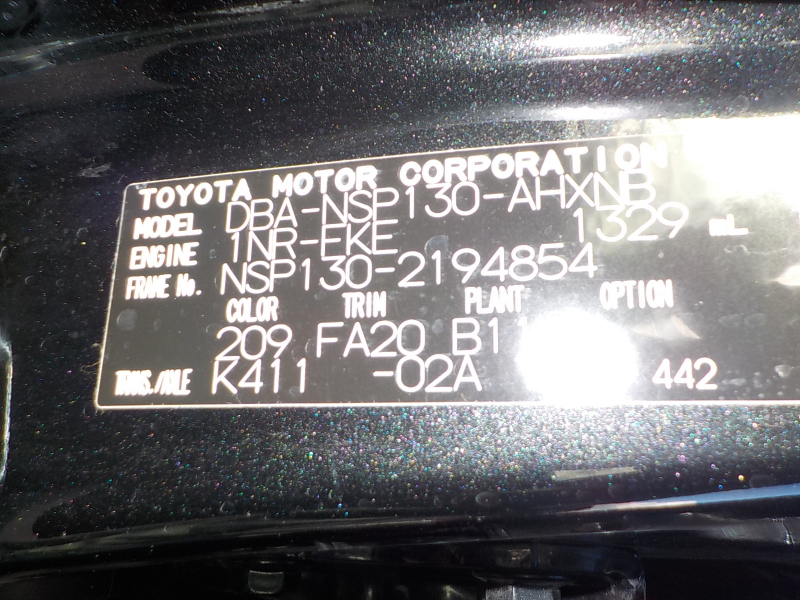 TOYOTA MOTOR CORPORATION
MODEL DBA-NSP130-AHXNB
ENGINE 1NR-FKE 1329 mL
FRAME No. NSP130-2194854
COLOR TRIM PLANT OPTION
209 FA20
TRANS./AXLE K411 -02A 442